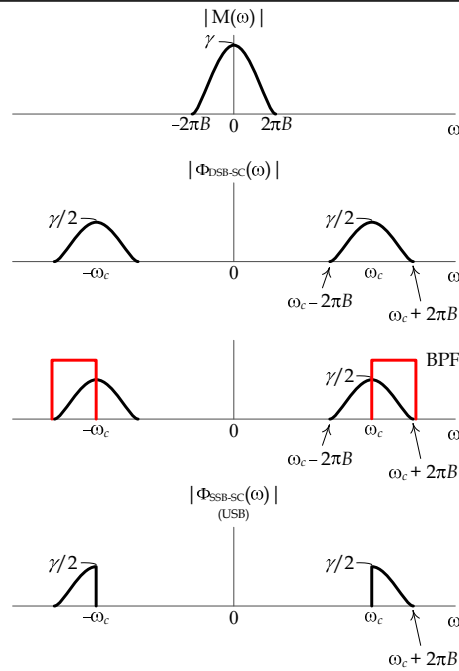 |M(ω)|
γ
−2πB 0 2πB ω
|Φ_DSB-SC(ω)|
γ/2 γ/2
−ω_c 0 ω_c ω
ω_c − 2πB ω_c + 2πB
γ/2 BPF
−ω_c 0 ω_c ω
ω_c − 2πB ω_c + 2πB
|Φ_SSB-SC(ω)|
(USB)
γ/2 γ/2
−ω_c 0 ω_c ω
ω_c + 2πB